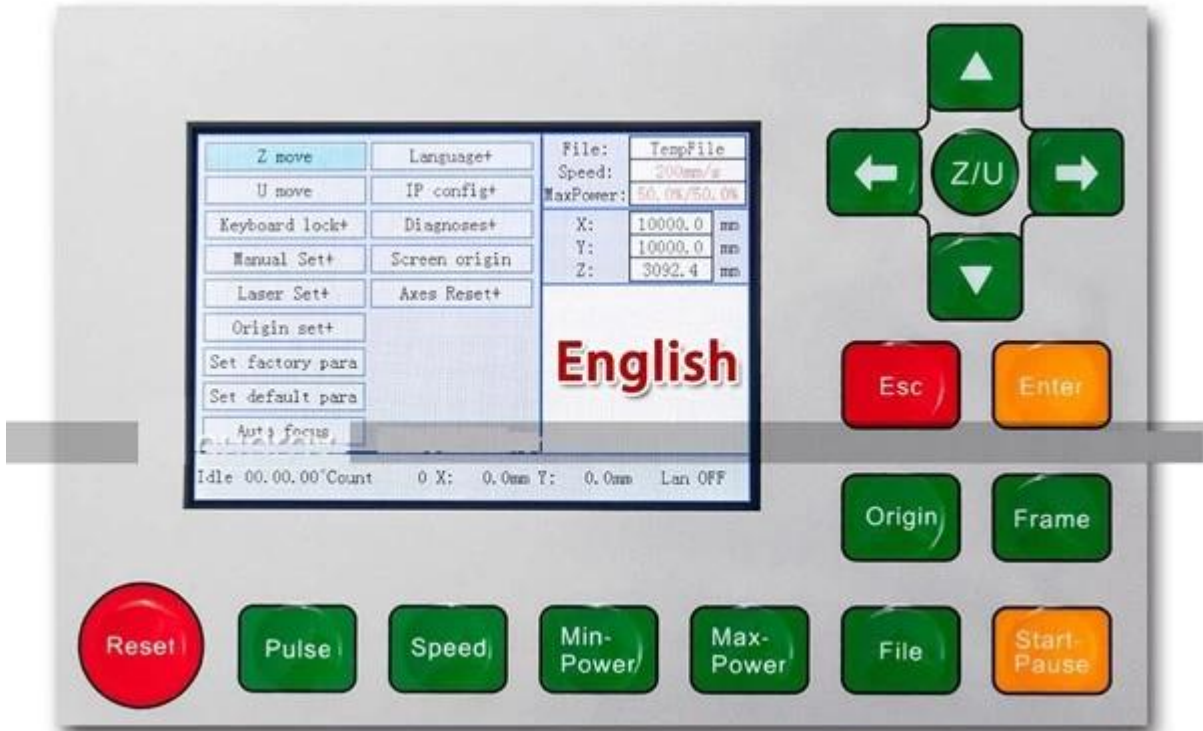 Z move
U move
Keyboard lock+
Manual Set+
Laser Set+
Origin set+
Set factory para
Set default para
Auto focus
Language+
IP config+
Diagnoses+
Screen origin
Axes Reset+
File: TempFile
Speed: 200mm/s
MaxPower: 50.0%/50.0%
X: 10000.0 mm
Y: 10000.0 mm
Z: 3092.4 mm
English
Idle 00.00.00"Count 0 X: 0.0mm Y: 0.0mm Lan OFF
Z/U
Esc
Enter
Origin
Frame
Reset
Pulse
Speed
Min-
Power
Max-
Power
File
Start-
Pause